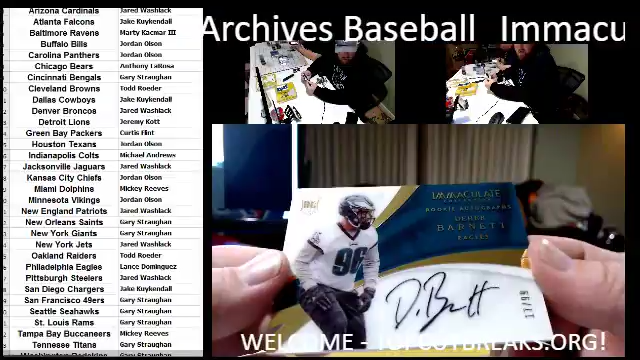 Arizona Cardinals Jared Washlack
Atlanta Falcons Jake Kuykendall
Baltimore Ravens Marty Kacmar III
Buffalo Bills Jordan Olson
Carolina Panthers Jordan Olson
Chicago Bears Anthony LaRosa
Cincinnati Bengals Gary Straughan
Cleveland Browns Todd Roeder
Dallas Cowboys Jake Kuykendall
Denver Broncos Jared Washlack
Detroit Lions Jeremy Kott
Green Bay Packers Curtis Flint
Houston Texans Jordan Olson
Indianapolis Colts Michael Andrews
Jacksonville Jaguars Jared Washlack
Kansas City Chiefs Jordan Olson
Miami Dolphins Mickey Reeves
Minnesota Vikings Jordan Olson
New England Patriots Jared Washlack
New Orleans Saints Gary Straughan
New York Giants Gary Straughan
New York Jets Jared Washlack
Oakland Raiders Todd Roeder
Philadelphia Eagles Lance Dominguez
Pittsburgh Steelers Jared Washlack
San Diego Chargers Jake Kuykendall
San Francisco 49ers Gary Straughan
Seattle Seahawks Gary Straughan
St. Louis Rams Gary Straughan
Tampa Bay Buccaneers Mickey Reeves
Tennessee Titans Gary Straughan
Archives Baseball Immacu
IMMACULATE
ROOKIE AUTOGRAPHS
DEREK
BARNETT
EAGLES
96
D. Barnett
WELCOME -